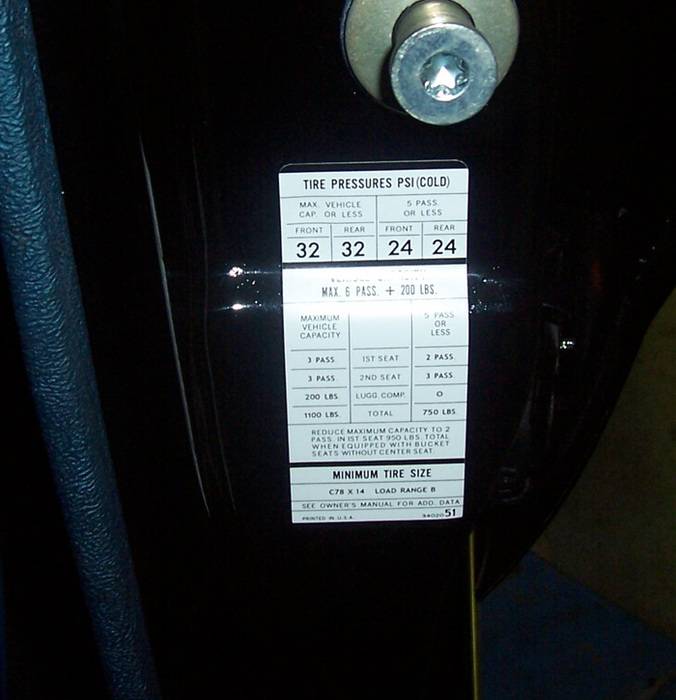 TIRE PRESSURES PSI (COLD)
MAX. VEHICLE CAP. OR LESS 5 PASS. OR LESS
FRONT REAR FRONT REAR
32 32 24 24
MAX. 6 PASS. + 200 LBS.
MAXIMUM VEHICLE CAPACITY 5 PASS. OR LESS
3 PASS. 1ST SEAT 2 PASS.
3 PASS. 2ND SEAT 3 PASS.
200 LBS. LUGG. COMP. O
1100 LBS. TOTAL 750 LBS.
REDUCE MAXIMUM CAPACITY TO 2
PASS. IN 1ST SEAT 950 LBS. TOTAL
WHEN EQUIPPED WITH BUCKET
SEATS WITHOUT CENTER SEAT.
MINIMUM TIRE SIZE
C78 X 14 LOAD RANGE B
SEE OWNER'S MANUAL FOR ADD. DATA
PRINTED IN U.S.A. 3402051